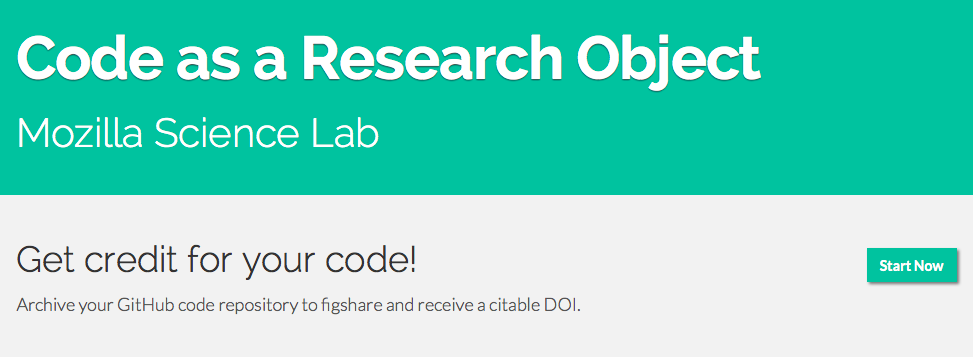 Code as a Research Object
Mozilla Science Lab
Get credit for your code!
Start Now
Archive your GitHub code repository to figshare and receive a citable DOI.